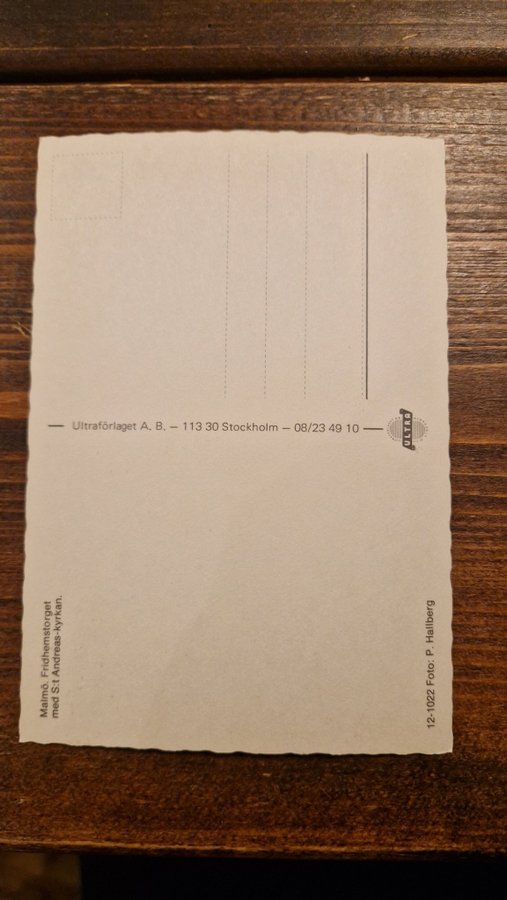 Malmö. Fridhemstorget
med S:t Andreas-kyrkan.
Ultraförlaget A. B. — 113 30 Stockholm — 08/23 49 10
ULTRA
12-1022 Foto: P. Hallberg